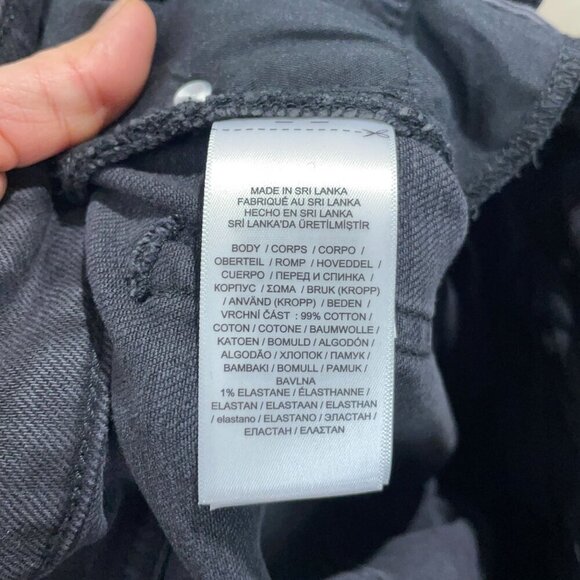 MADE IN SRI LANKA
FABRIQUÉ AU SRI LANKA
HECHO EN SRI LANKA
SRİ LANKA'DA ÜRETİLMİŞTİR
BODY / CORPS / CORPO /
OBERTEIL / ROMP / HOVEDDEL /
CUERPO / ПЕРЕД И СПИНКА /
КОРПУС / ΣΩΜΑ / BRUK (KROPP)
/ ANVÄND (KROPP) / BEDEN /
VRCHNÍ ČÁST : 99% COTTON /
COTON / COTONE / BAUMWOLLE /
KATOEN / BOMULD / ALGODÓN /
ALGODÃO / ХЛОПОК / ПАМУК /
BAMBAKI / BOMULL / PAMUK /
BAVLNA
1% ELASTANE / ÉLASTHANNE /
ELASTAN / ELASTAAN / ELASTHAN
/ elastano / ELASTANO / ЭЛАСТАН /
ЕЛАСТАН / ΕΛΑΣΤΑΝ